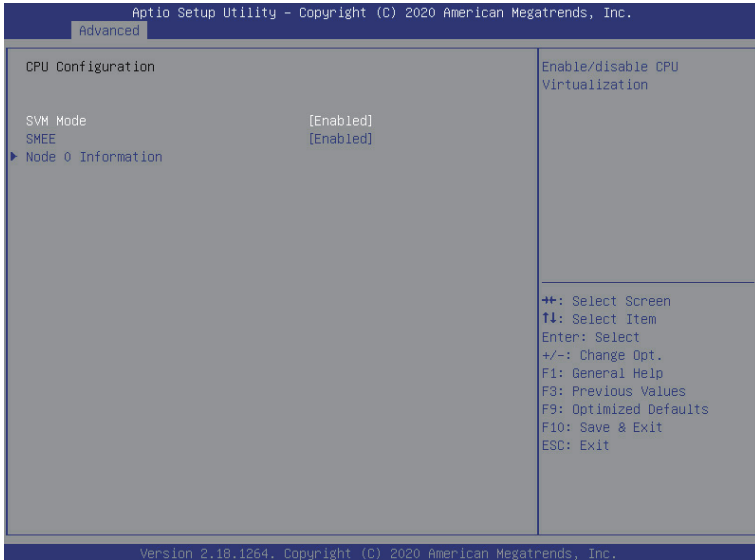 Aptio Setup Utility – Copyright (C) 2020 American Megatrends, Inc.
Advanced
CPU Configuration
SVM Mode [Enabled]
SMEE [Enabled]
▶ Node 0 Information
Enable/disable CPU
Virtualization
→←: Select Screen
↑↓: Select Item
Enter: Select
+/-: Change Opt.
F1: General Help
F3: Previous Values
F9: Optimized Defaults
F10: Save & Exit
ESC: Exit
Version 2.18.1264. Copyright (C) 2020 American Megatrends, Inc.